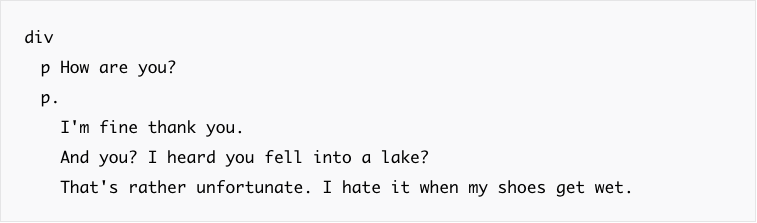 div
  p How are you?
  p.
    I'm fine thank you.
    And you? I heard you fell into a lake?
    That's rather unfortunate. I hate it when my shoes get wet.